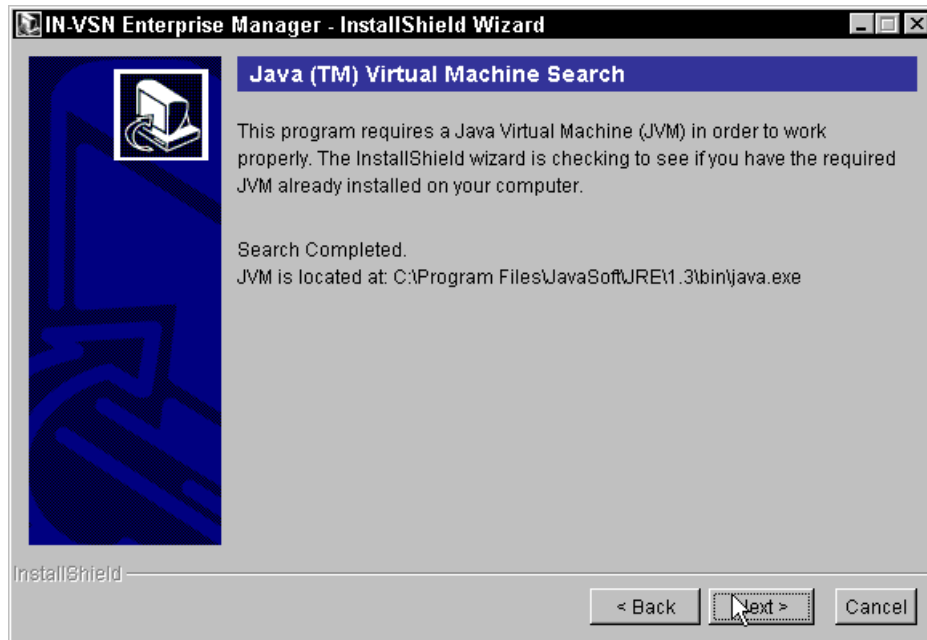 IN-VSN Enterprise Manager - InstallShield Wizard
Java (TM) Virtual Machine Search
This program requires a Java Virtual Machine (JVM) in order to work
properly. The InstallShield wizard is checking to see if you have the required
JVM already installed on your computer.
Search Completed.
JVM is located at: C:\Program Files\JavaSoft\JRE\1.3\bin\java.exe
InstallShield
< Back Next > Cancel